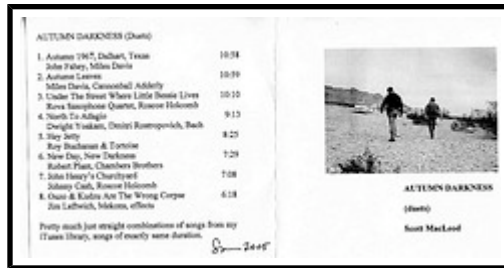 AUTUMN DARKNESS (Duets)
1. Autumn 1967, Dalhart, Texas 10:58
John Fahey, Miles Davis
2. Autumn Leaves 10:59
Miles Davis, Cannonball Adderly
3. Under The Street Where Little Bessie Lives 10:10
Rova Saxophone Quartet, Roscoe Holcomb
4. North To Adagio 9:13
Dwight Yoakam, Dmitri Rostropovich, Bach
5. Hey Jetty 8:25
Roy Buchanan & Tortoise
6. New Day, New Darkness 7:29
Robert Plant, Chambers Brothers
7. John Henry's Churchyard 7:08
Johnny Cash, Roscoe Holcomb
8. Ouro & Kudzu Are The Wrong Corpse 6:18
Jim Leftwich, Mekons, effects
Pretty much just straight combinations of songs from my
iTunes library, songs of exactly same duration.
2005
AUTUMN DARKNESS
(duets)
Scott MacLeod